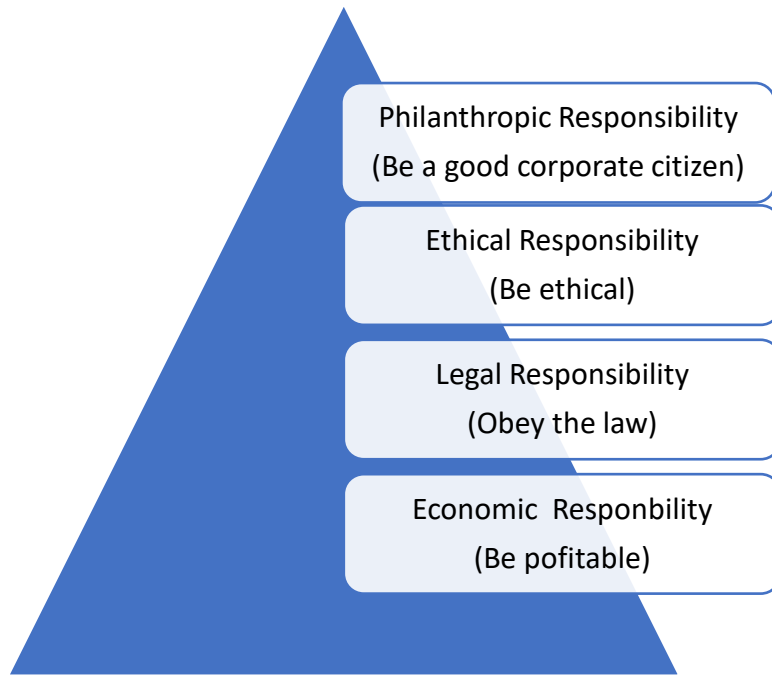 Philanthropic Responsibility
(Be a good corporate citizen)
Ethical Responsibility
(Be ethical)
Legal Responsibility
(Obey the law)
Economic  Responbility
(Be pofitable)